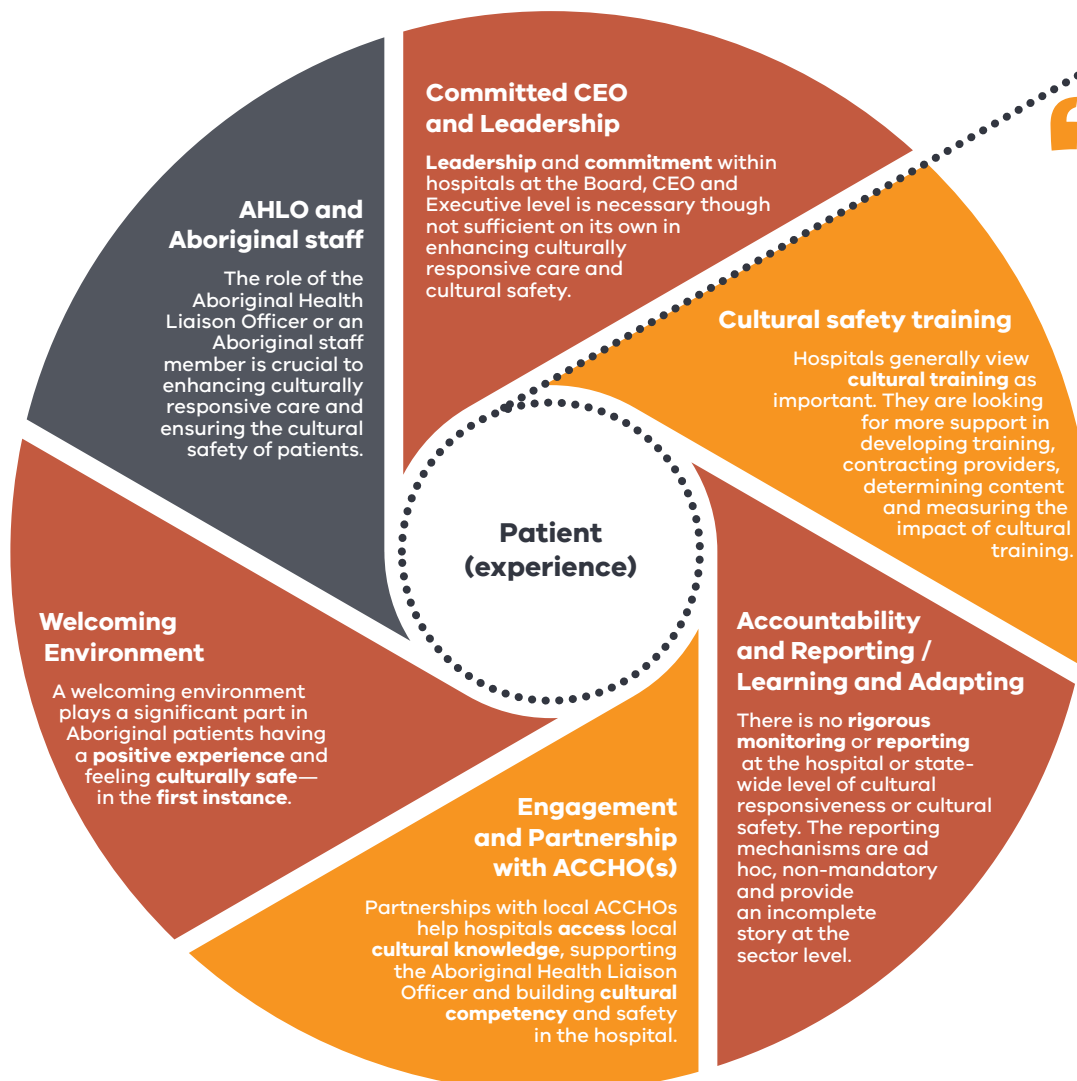 Committed CEO
and Leadership
Leadership and commitment within
hospitals at the Board, CEO and
Executive level is necessary though
not sufficient on its own in
enhancing culturally
responsive care and
cultural safety.
Cultural safety training
Hospitals generally view
cultural training as
important. They are looking
for more support in
developing training,
contracting providers,
determining content
and measuring the
impact of cultural
training.
Accountability
and Reporting /
Learning and Adapting
There is no rigorous
monitoring or reporting
at the hospital or state-
wide level of cultural
responsiveness or cultural
safety. The reporting
mechanisms are ad
hoc, non-mandatory
and provide
an incomplete
story at the
sector level.
Engagement
and Partnership
with ACCHO(s)
Partnerships with local ACCHOs
help hospitals access local
cultural knowledge, supporting
the Aboriginal Health Liaison
Officer and building cultural
competency and safety
in the hospital.
Welcoming
Environment
A welcoming environment
plays a significant part in
Aboriginal patients having
a positive experience and
feeling culturally safe—
in the first instance.
AHLO and
Aboriginal staff
The role of the
Aboriginal Health
Liaison Officer or an
Aboriginal staff
member is crucial to
enhancing culturally
responsive care and
ensuring the cultural
safety of patients.
Patient
(experience)